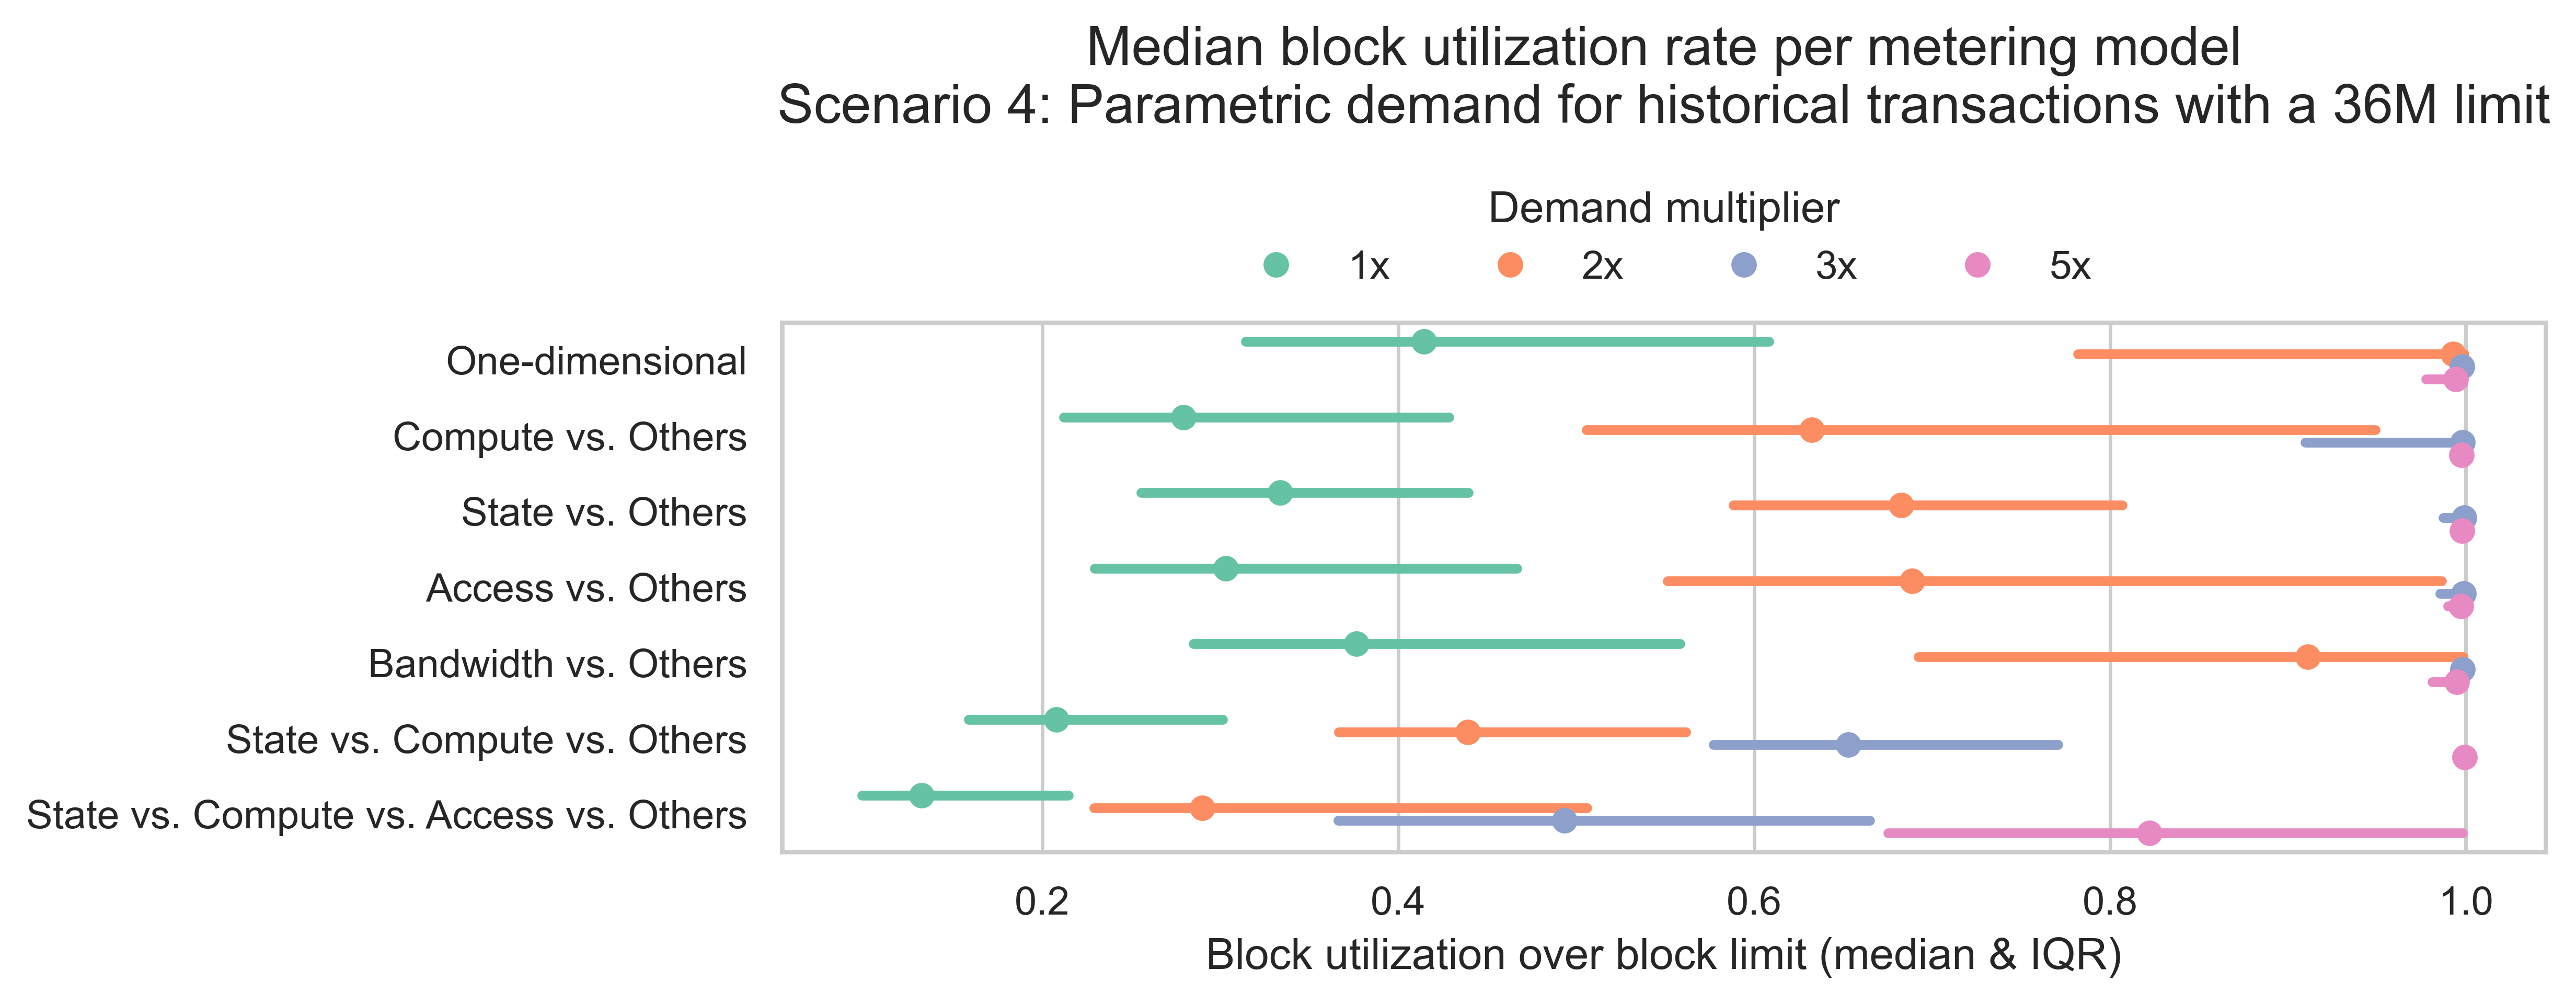 Median block utilization rate per metering model
Scenario 4: Parametric demand for historical transactions with a 36M limit
Demand multiplier
1x 2x 3x 5x
One-dimensional
Compute vs. Others
State vs. Others
Access vs. Others
Bandwidth vs. Others
State vs. Compute vs. Others
State vs. Compute vs. Access vs. Others
0.2 0.4 0.6 0.8 1.0
Block utilization over block limit (median & IQR)